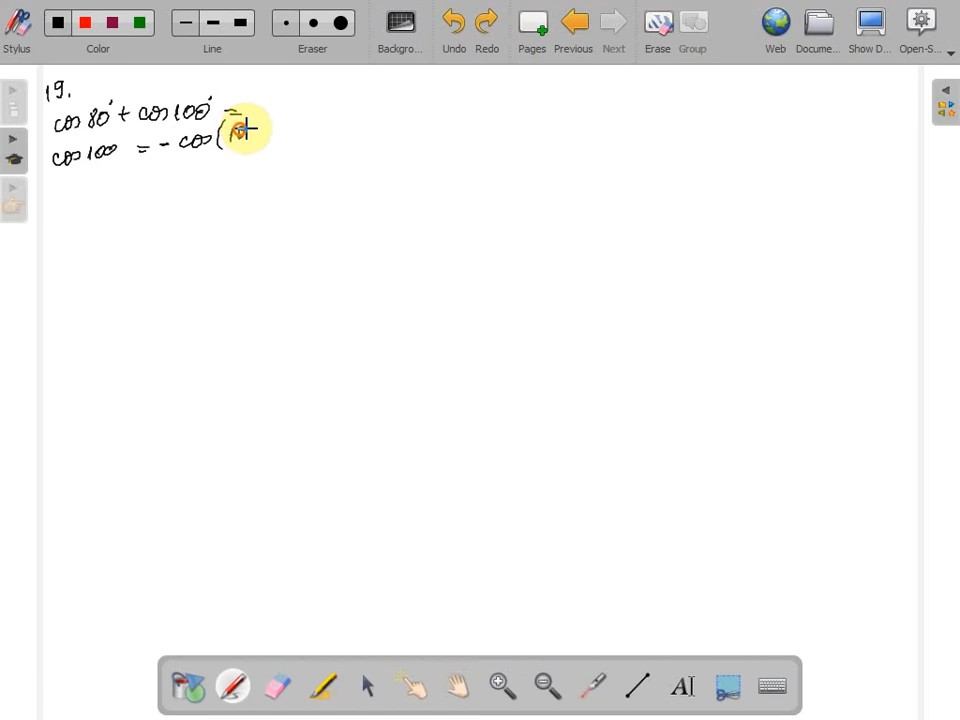 Stylus
Color
Line
Eraser
Backgro...
Undo
Redo
Pages
Previous
Next
Erase
Group
Web
Docume...
Show D...
Open-S...
19.
cos 80° + cos 100° =
cos 100 = - cos(
AI